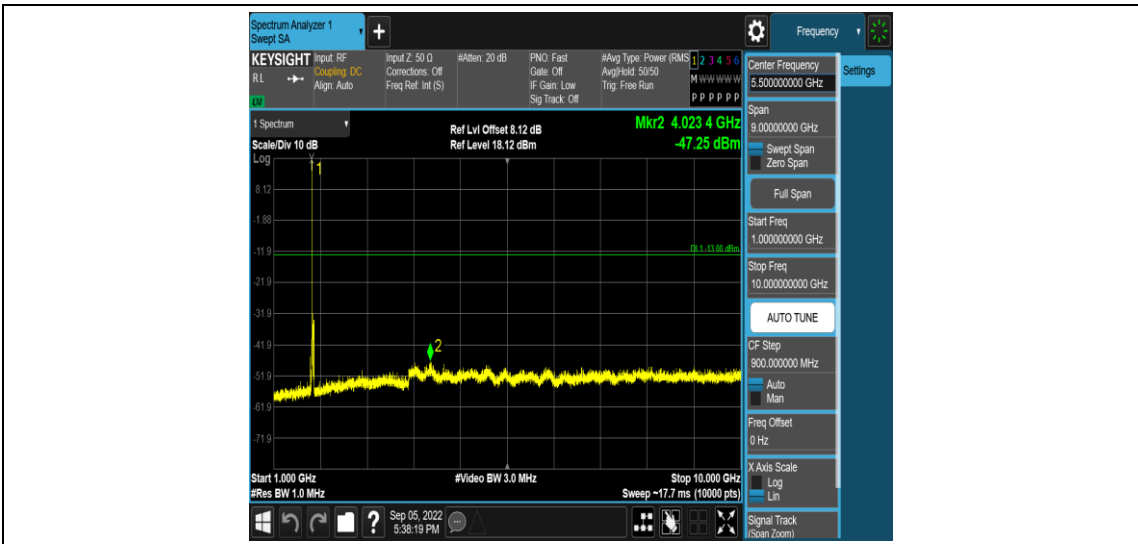 Spectrum Analyzer 1
Swept SA
+
Frequency
KEYSIGHT
RL
LXI
Input: RF
Coupling: DC
Align: Auto
Input Z: 50 Ω
Corrections: Off
Freq Ref: Int (S)
#Atten: 20 dB
PNO: Fast
Gate: Off
IF Gain: Low
Sig Track: Off
#Avg Type: Power (RMS
Avg|Hold: 50/50
Trig: Free Run
1 2 3 4 5 6
M W W W W W
P P P P P P
1 Spectrum
Scale/Div 10 dB
Log
Ref Lvl Offset 8.12 dB
Ref Level 18.12 dBm
Mkr2 4.023 4 GHz
-47.25 dBm
1
8.12
-1.88
-11.9
DL1 -13.00 dBm
-21.9
-31.9
-41.9
2
-51.9
-61.9
-71.9
Start 1.000 GHz
#Res BW 1.0 MHz
#Video BW 3.0 MHz
Stop 10.000 GHz
Sweep ~17.7 ms (10000 pts)
?
Sep 05, 2022
5:38:19 PM
Center Frequency
5.500000000 GHz
Settings
Span
9.00000000 GHz
Swept Span
Zero Span
Full Span
Start Freq
1.000000000 GHz
Stop Freq
10.000000000 GHz
AUTO TUNE
CF Step
900.000000 MHz
Auto
Man
Freq Offset
0 Hz
X Axis Scale
Log
Lin
Signal Track
(Span Zoom)